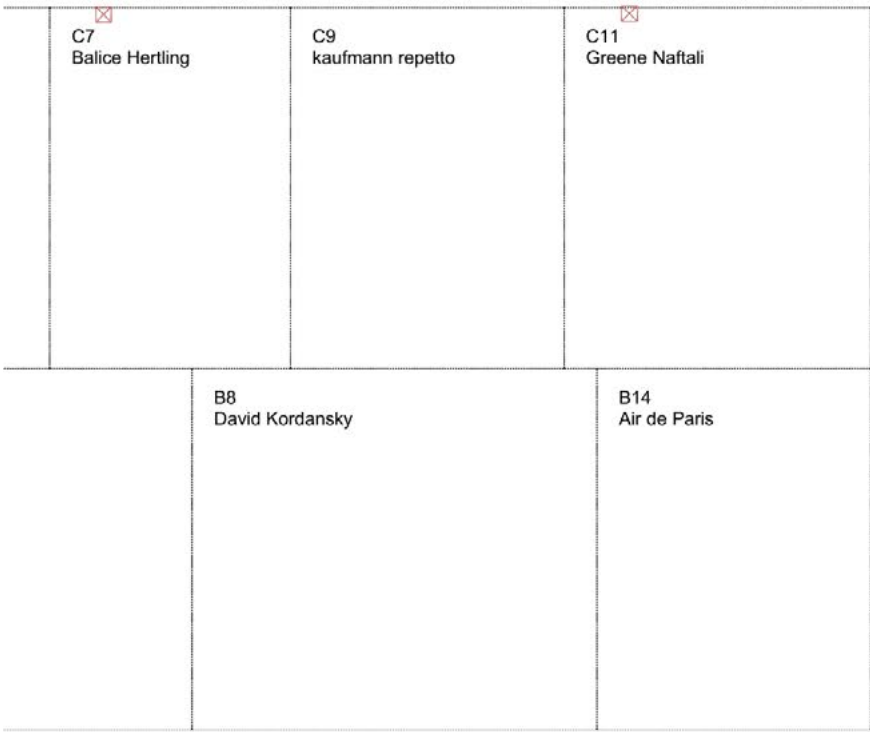 C7
Balice Hertling
C9
kaufmann repetto
C11
Greene Naftali
B8
David Kordansky
B14
Air de Paris